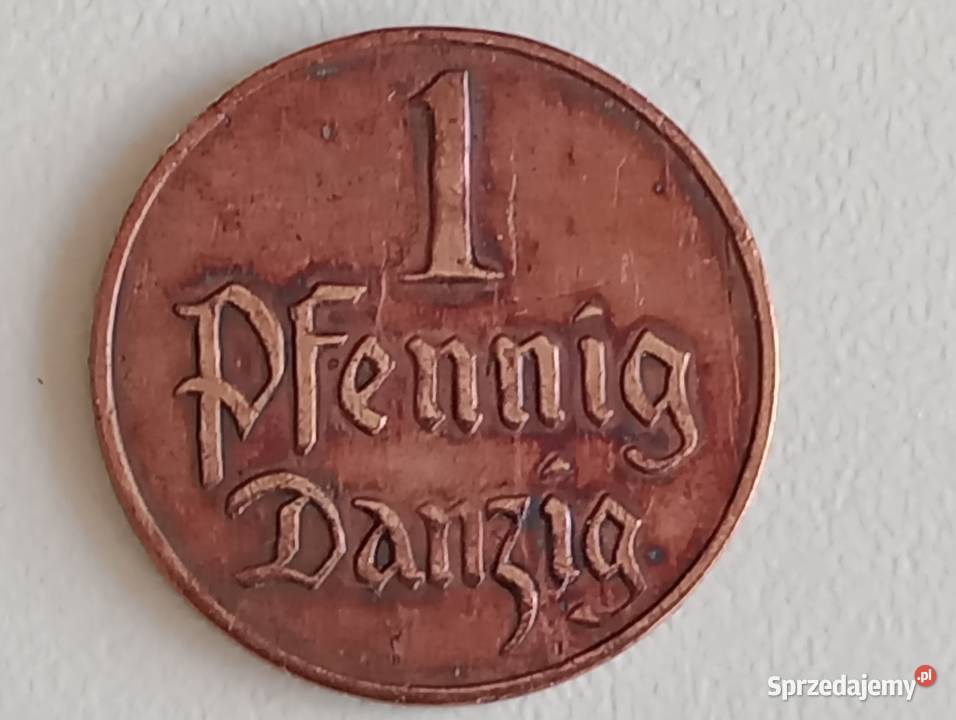 1
Pfennig
Danzig
Sprzedajemy.pl